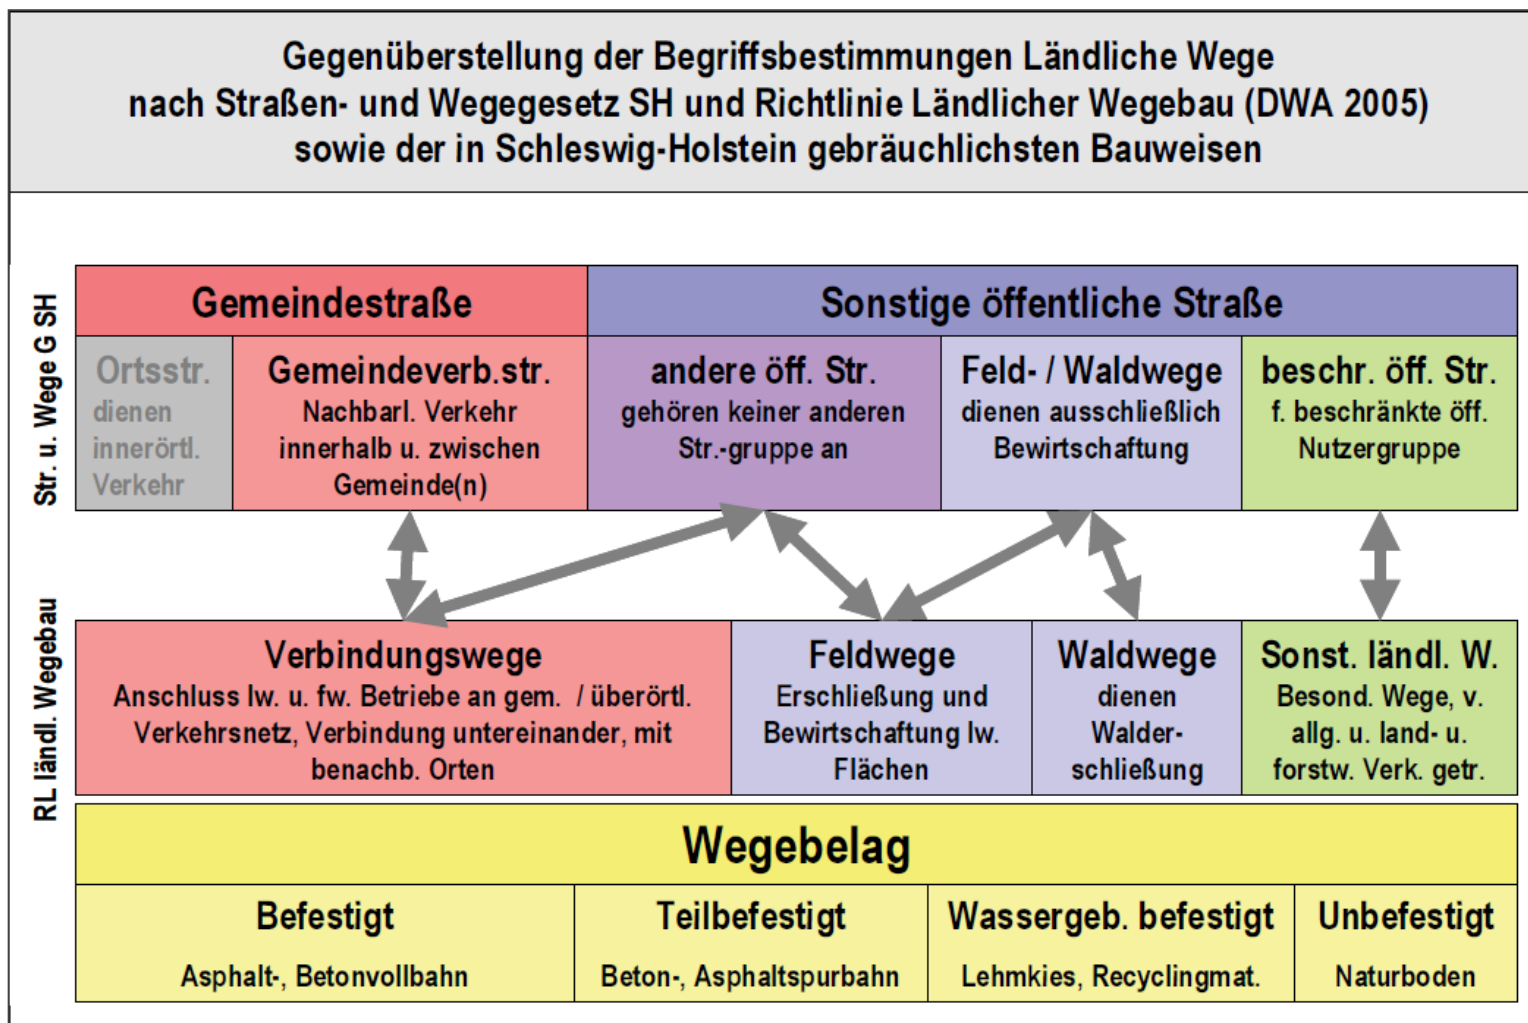 Gegenüberstellung der Begriffsbestimmungen Ländliche Wege
nach Straßen- und Wegegesetz SH und Richtlinie Ländlicher Wegebau (DWA 2005)
sowie der in Schleswig-Holstein gebräuchlichsten Bauweisen
Str. u. Wege G SH
Gemeindestraße
Sonstige öffentliche Straße
Ortsstr.
dienen
innerörtl.
Verkehr
Gemeindeverb.str.
Nachbarl. Verkehr
innerhalb u. zwischen
Gemeinde(n)
andere öff. Str.
gehören keiner anderen
Str.-gruppe an
Feld- / Waldwege
dienen ausschließlich
Bewirtschaftung
beschr. öff. Str.
f. beschränkte öff.
Nutzergruppe
RL ländl. Wegebau
Verbindungswege
Anschluss lw. u. fw. Betriebe an gem. / überörtl.
Verkehrsnetz, Verbindung untereinander, mit
benachb. Orten
Feldwege
Erschließung und
Bewirtschaftung lw.
Flächen
Waldwege
dienen
Walder-
schließung
Sonst. ländl. W.
Besond. Wege, v.
allg. u. land- u.
forstw. Verk. getr.
Wegebelag
Befestigt
Asphalt-, Betonvollbahn
Teilbefestigt
Beton-, Asphaltspurbahn
Wassergeb. befestigt
Lehmkies, Recyclingmat.
Unbefestigt
Naturboden